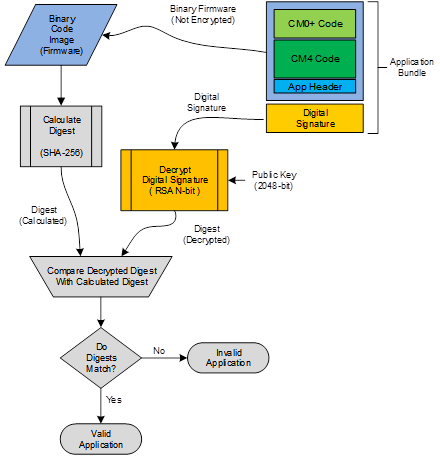 Binary
Code
Image
(Firmware)
Binary Firmware
(Not Encrypted)
CM0+ Code
CM4 Code
App Header
Application
Bundle
Digital
Signature
Digital
Signature
Calculate
Digest
(SHA-256)
Decrypt
Digital Signature
( RSA N-bit )
Public Key
(2048-bit)
Digest
(Calculated)
Digest
(Decrypted)
Compare Decrypted Digest
With Calculated Digest
Do
Digests
Match?
No
Invalid
Application
Yes
Valid
Application